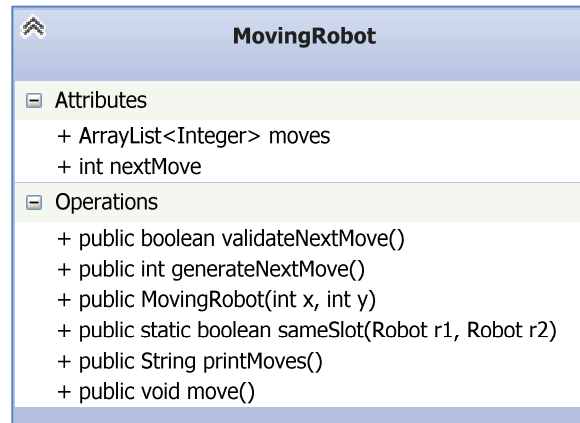 MovingRobot
Attributes
+ ArrayList<Integer> moves
+ int nextMove
Operations
+ public boolean validateNextMove()
+ public int generateNextMove()
+ public MovingRobot(int x, int y)
+ public static boolean sameSlot(Robot r1, Robot r2)
+ public String printMoves()
+ public void move()